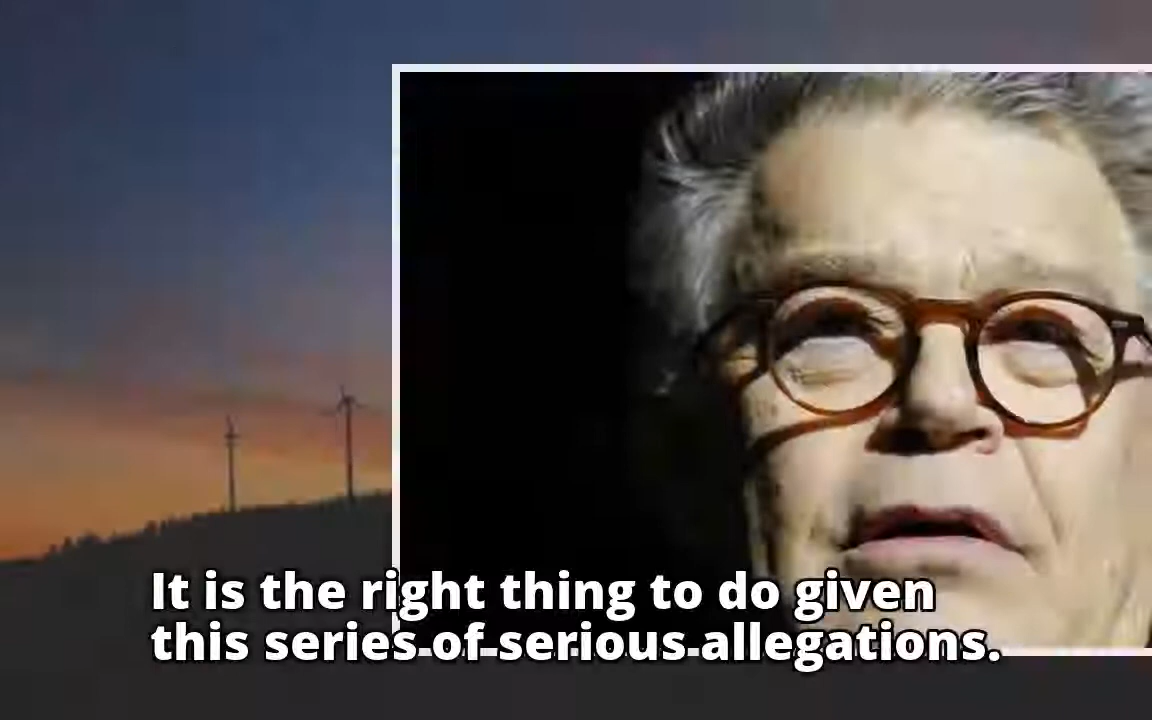 It is the right thing to do given
this series of serious allegations.